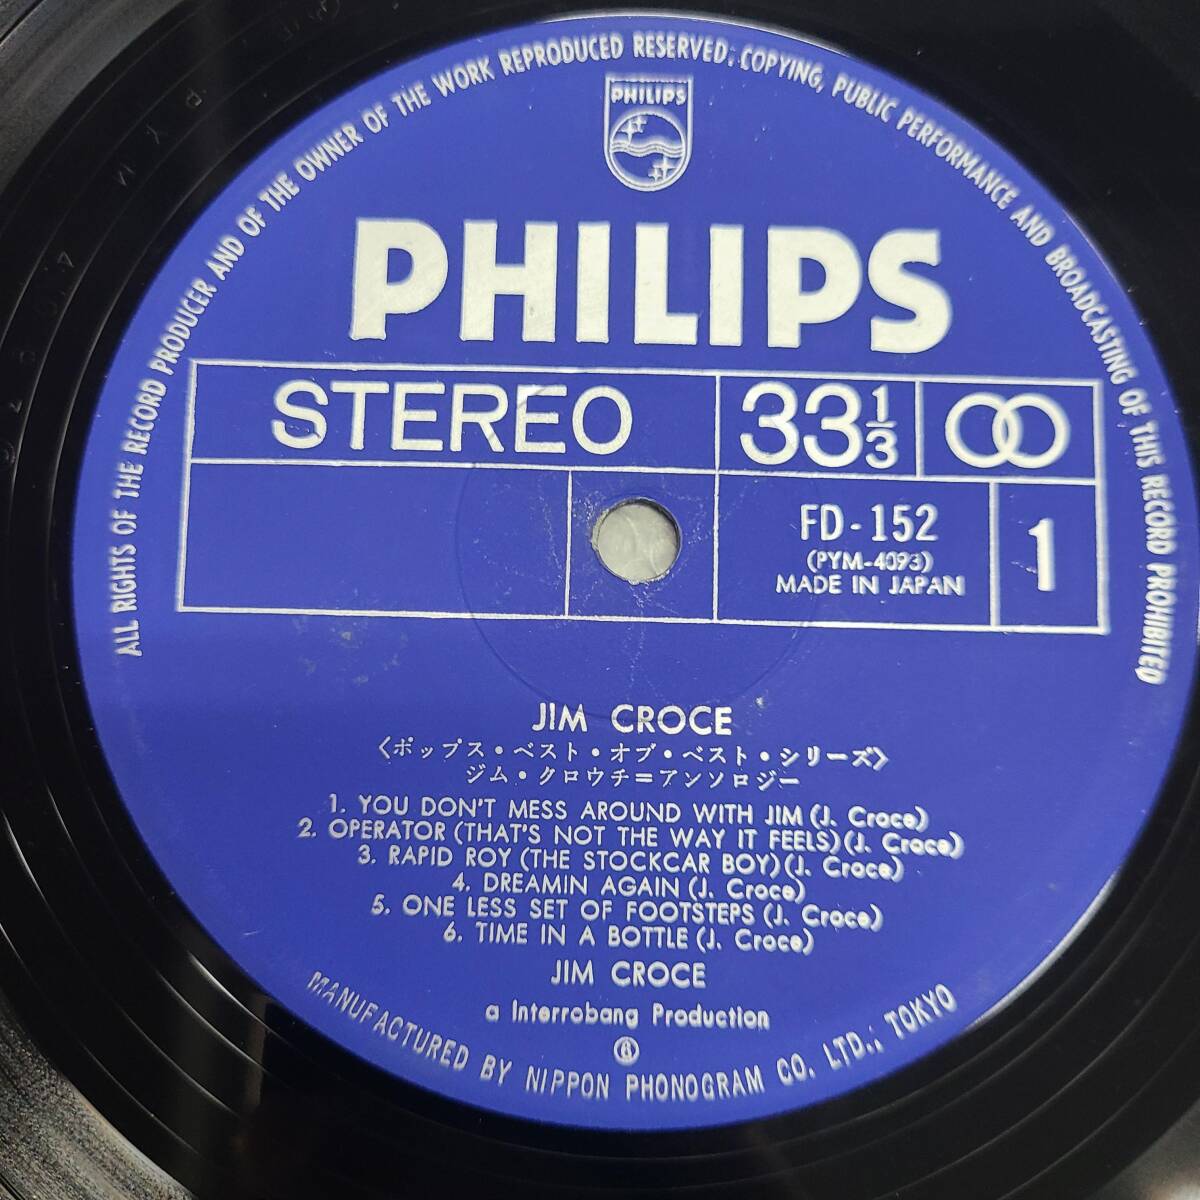 ALL RIGHTS OF THE RECORD PRODUCER AND OF THE OWNER OF THE WORK REPRODUCED RESERVED; COPYING, PUBLIC PERFORMANCE AND BROADCASTING OF THIS RECORD PROHIBITED
PHILIPS
PHILIPS
STEREO 33 1/3
FD-152
(PYM-4093)
MADE IN JAPAN
1
JIM CROCE
〈ポップス・ベスト・オブ・ベスト・シリーズ〉
ジム・クロウチ=アンソロジー
1. YOU DON'T MESS AROUND WITH JIM (J. Croce)
2. OPERATOR (THAT'S NOT THE WAY IT FEELS) (J. Croce)
3. RAPID ROY (THE STOCKCAR BOY) (J. Croce)
4. DREAMIN AGAIN (J. Croce)
5. ONE LESS SET OF FOOTSTEPS (J. Croce)
6. TIME IN A BOTTLE (J. Croce)
JIM CROCE
a Interrobang Production
MANUFACTURED BY NIPPON PHONOGRAM CO. LTD., TOKYO